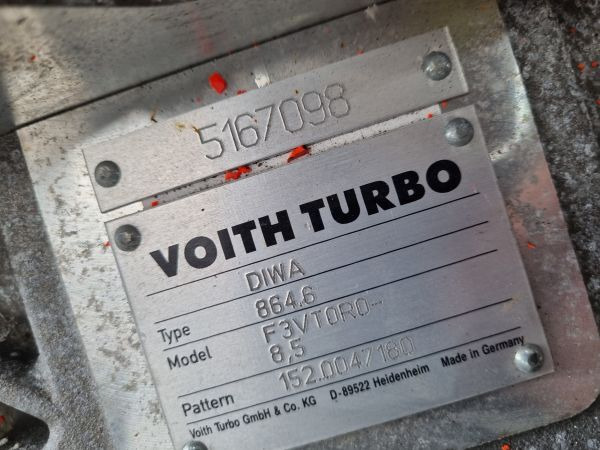 5167098
VOITH TURBO
DIWA
Type 864.6
Model F3VT0R0-
8,5
Pattern 152.0047180
Voith Turbo GmbH & Co. KG D-89522 Heidenheim Made in Germany